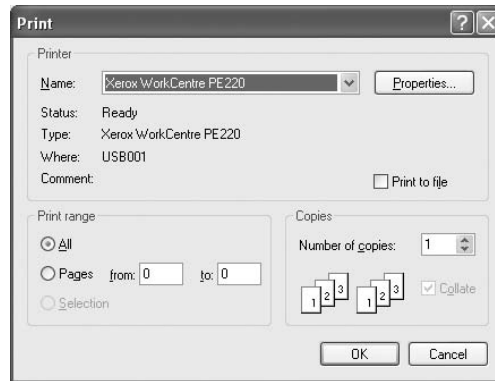 Print
Printer
Name: Xerox WorkCentre PE220 Properties...
Status: Ready
Type: Xerox WorkCentre PE220
Where: USB001
Comment: Print to file
Print range
All
Pages from: 0 to: 0
Selection
Copies
Number of copies: 1
1 2 3 1 2 3 Collate
OK Cancel